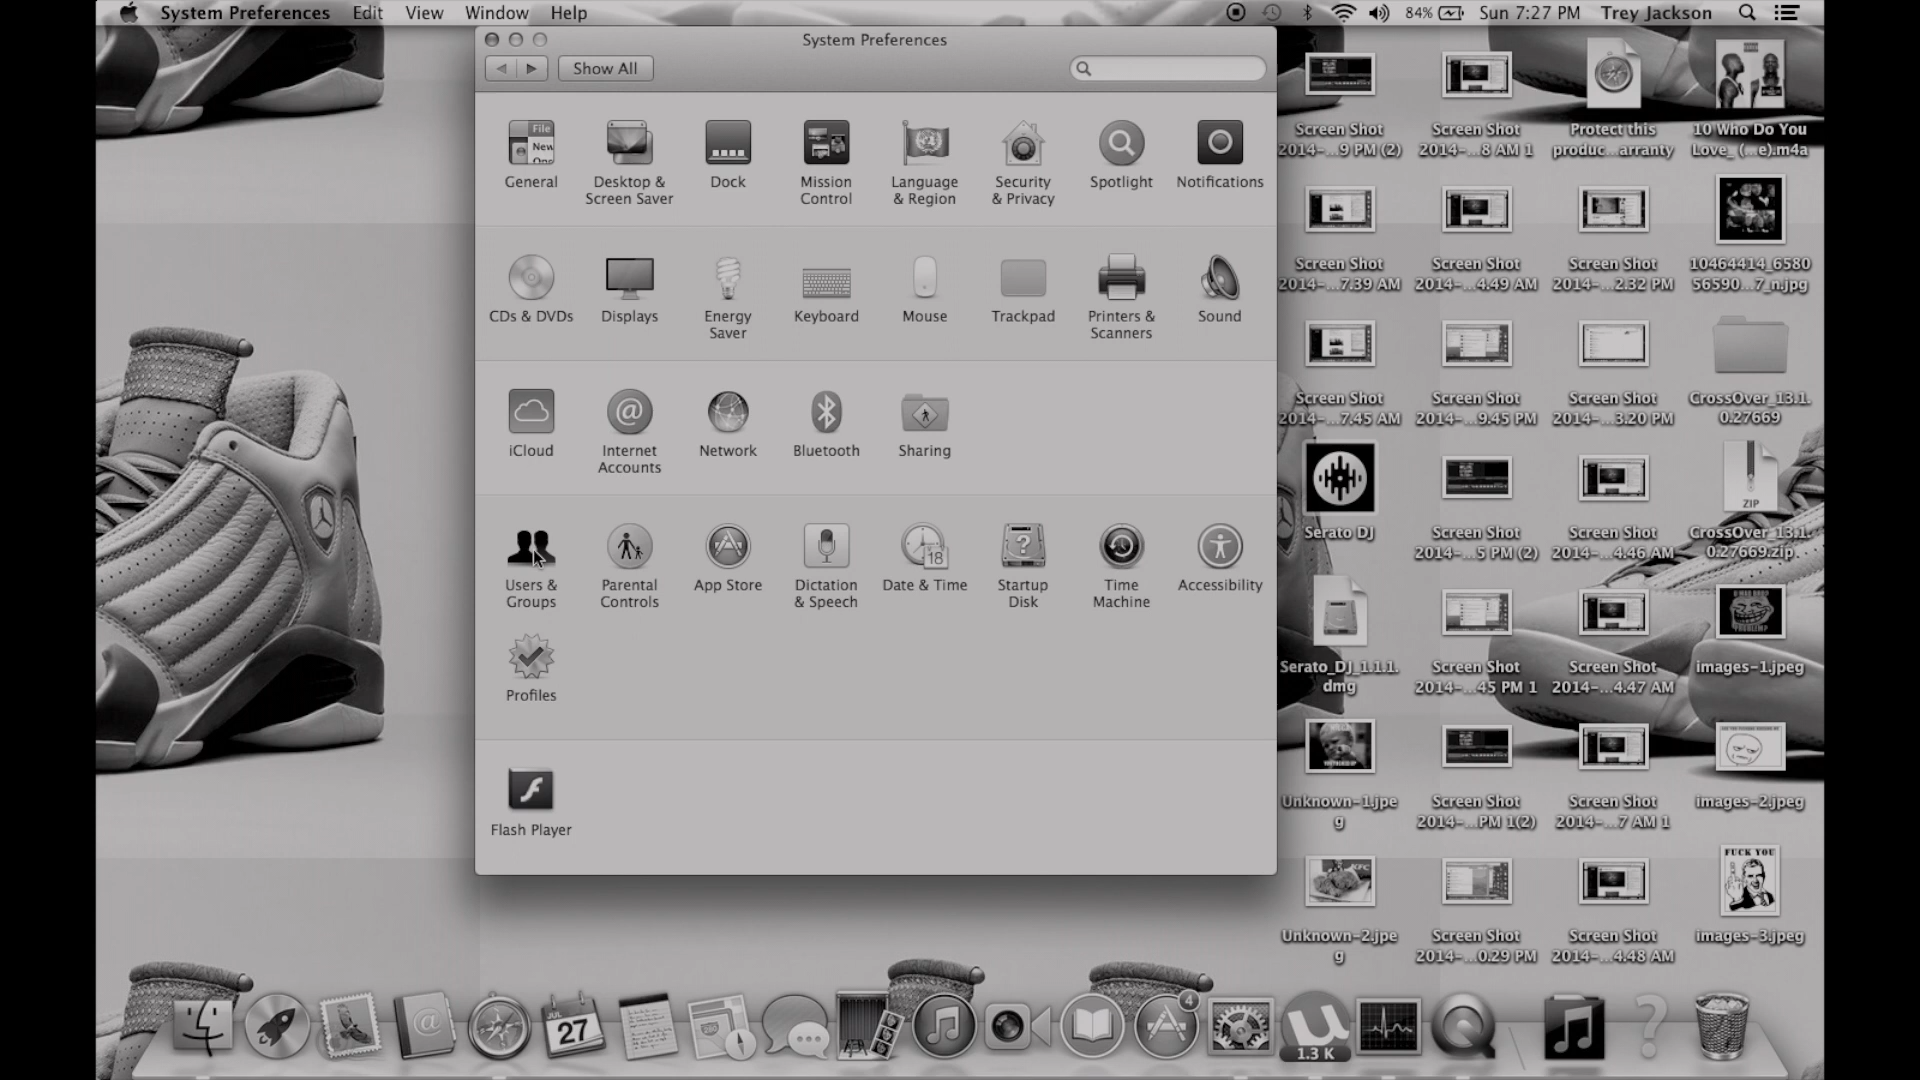 System Preferences Edit View Window Help
84% Sun 7:27 PM Trey Jackson
System Preferences
Show All
File
New
General
Desktop &
Screen Saver
Dock
Mission
Control
Language
& Region
Security
& Privacy
Spotlight
Notifications
CDs & DVDs
Displays
Energy
Saver
Keyboard
Mouse
Trackpad
Printers &
Scanners
Sound
iCloud
Internet
Accounts
Network
Bluetooth
Sharing
Users &
Groups
Parental
Controls
App Store
Dictation
& Speech
18
Date & Time
Startup
Disk
Time
Machine
Accessibility
Profiles
Flash Player
Screen Shot
2014-...9 PM (2)
Screen Shot
2014-...8 AM 1
Protect this
produc...arranty
10 Who Do You
Love_ (...e).m4a
Screen Shot
2014-...7.39 AM
Screen Shot
2014-...4.49 AM
Screen Shot
2014-...2.32 PM
10464414_6580
56590...7_n.jpg
Screen Shot
2014-...7.45 AM
Screen Shot
2014-...9.45 PM
Screen Shot
2014-...3.20 PM
CrossOver_13.1.
0.27669
Serato DJ
Screen Shot
2014-...5 PM (2)
Screen Shot
2014-...4.46 AM
ZIP
CrossOver_13.1.
0.27669.zip
Serato_DJ_1.1.1.
dmg
Screen Shot
2014-...45 PM 1
Screen Shot
2014-...4.47 AM
images-1.jpeg
Unknown-1.jpe
g
Screen Shot
2014-...PM 1(2)
Screen Shot
2014-...7 AM 1
images-2.jpeg
Unknown-2.jpe
g
Screen Shot
2014-...0.29 PM
Screen Shot
2014-...4.48 AM
FUCK YOU
images-3.jpeg
JUL
27
4
1.3 K